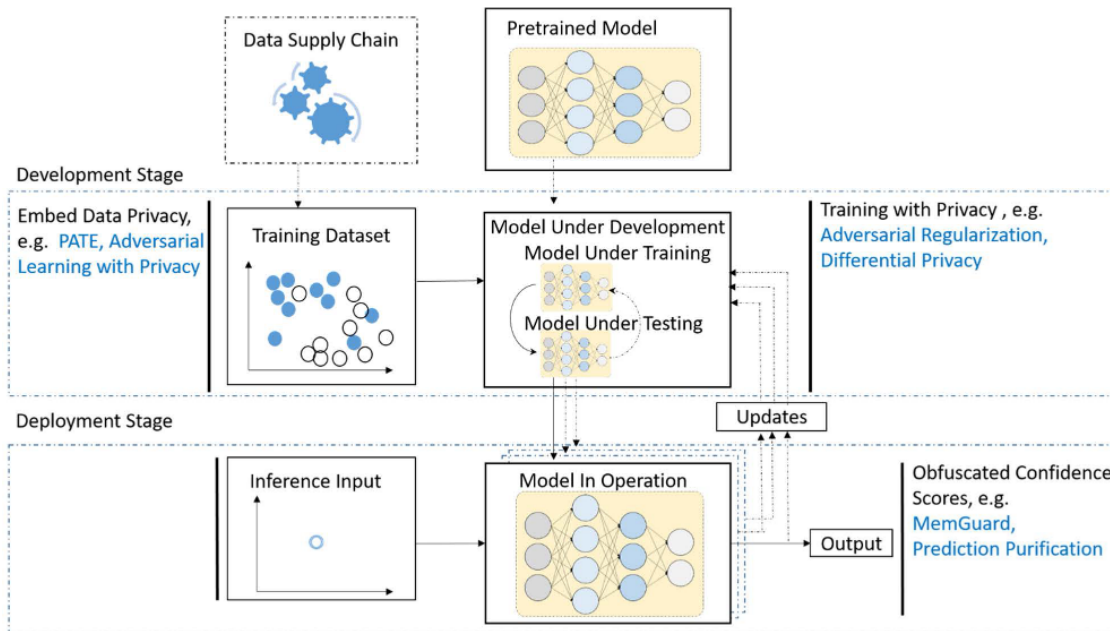 Data Supply Chain
Pretrained Model
Development Stage
Embed Data Privacy,
e.g. PATE, Adversarial
Learning with Privacy
Training Dataset
Model Under Development
Model Under Training
Model Under Testing
Training with Privacy , e.g.
Adversarial Regularization,
Differential Privacy
Updates
Deployment Stage
Inference Input
Model In Operation
Output
Obfuscated Confidence
Scores, e.g.
MemGuard,
Prediction Purification